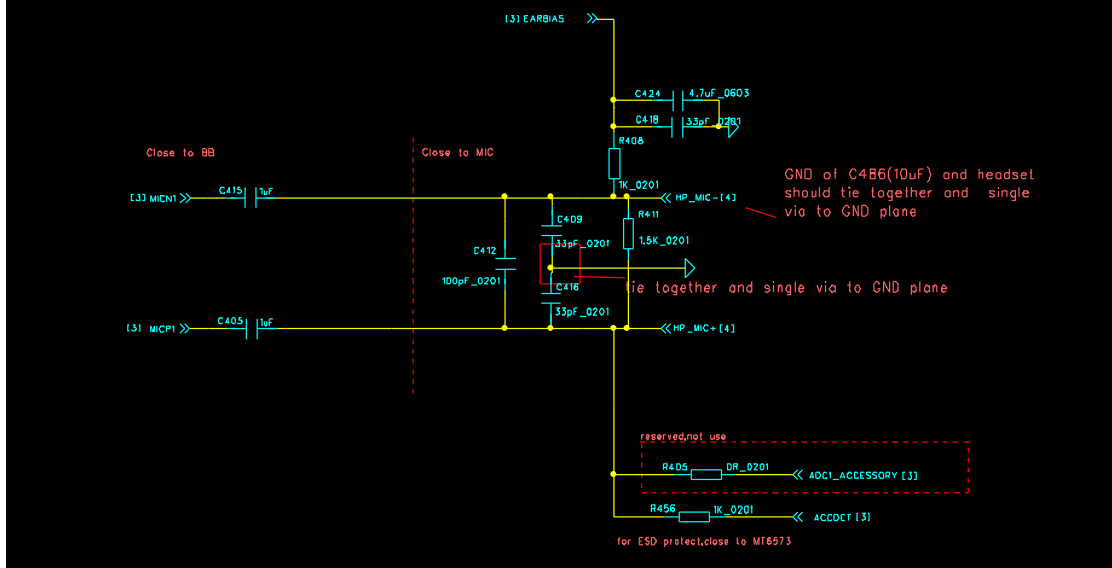 [3] EARBIAS
C424 4.7uF_0603
C418 33pF_0201
R408
1K_0201
Close to BB
Close to MIC
GND of C486(10uF) and headset
should tie together and single
via to GND plane
[3] MICN1
C415 1uF
HP_MIC-[4]
C409
33pF_0201
R411
1.5K_0201
C412
100pF_0201
C416
33pF_0201
tie together and single via to GND plane
[3] MICP1
C405 1uF
HP_MIC+[4]
reserved,not use
R405 0R_0201
ADC1_ACCESSORY [3]
R456 1K_0201
ACCDET [3]
for ESD protect,close to MT6573